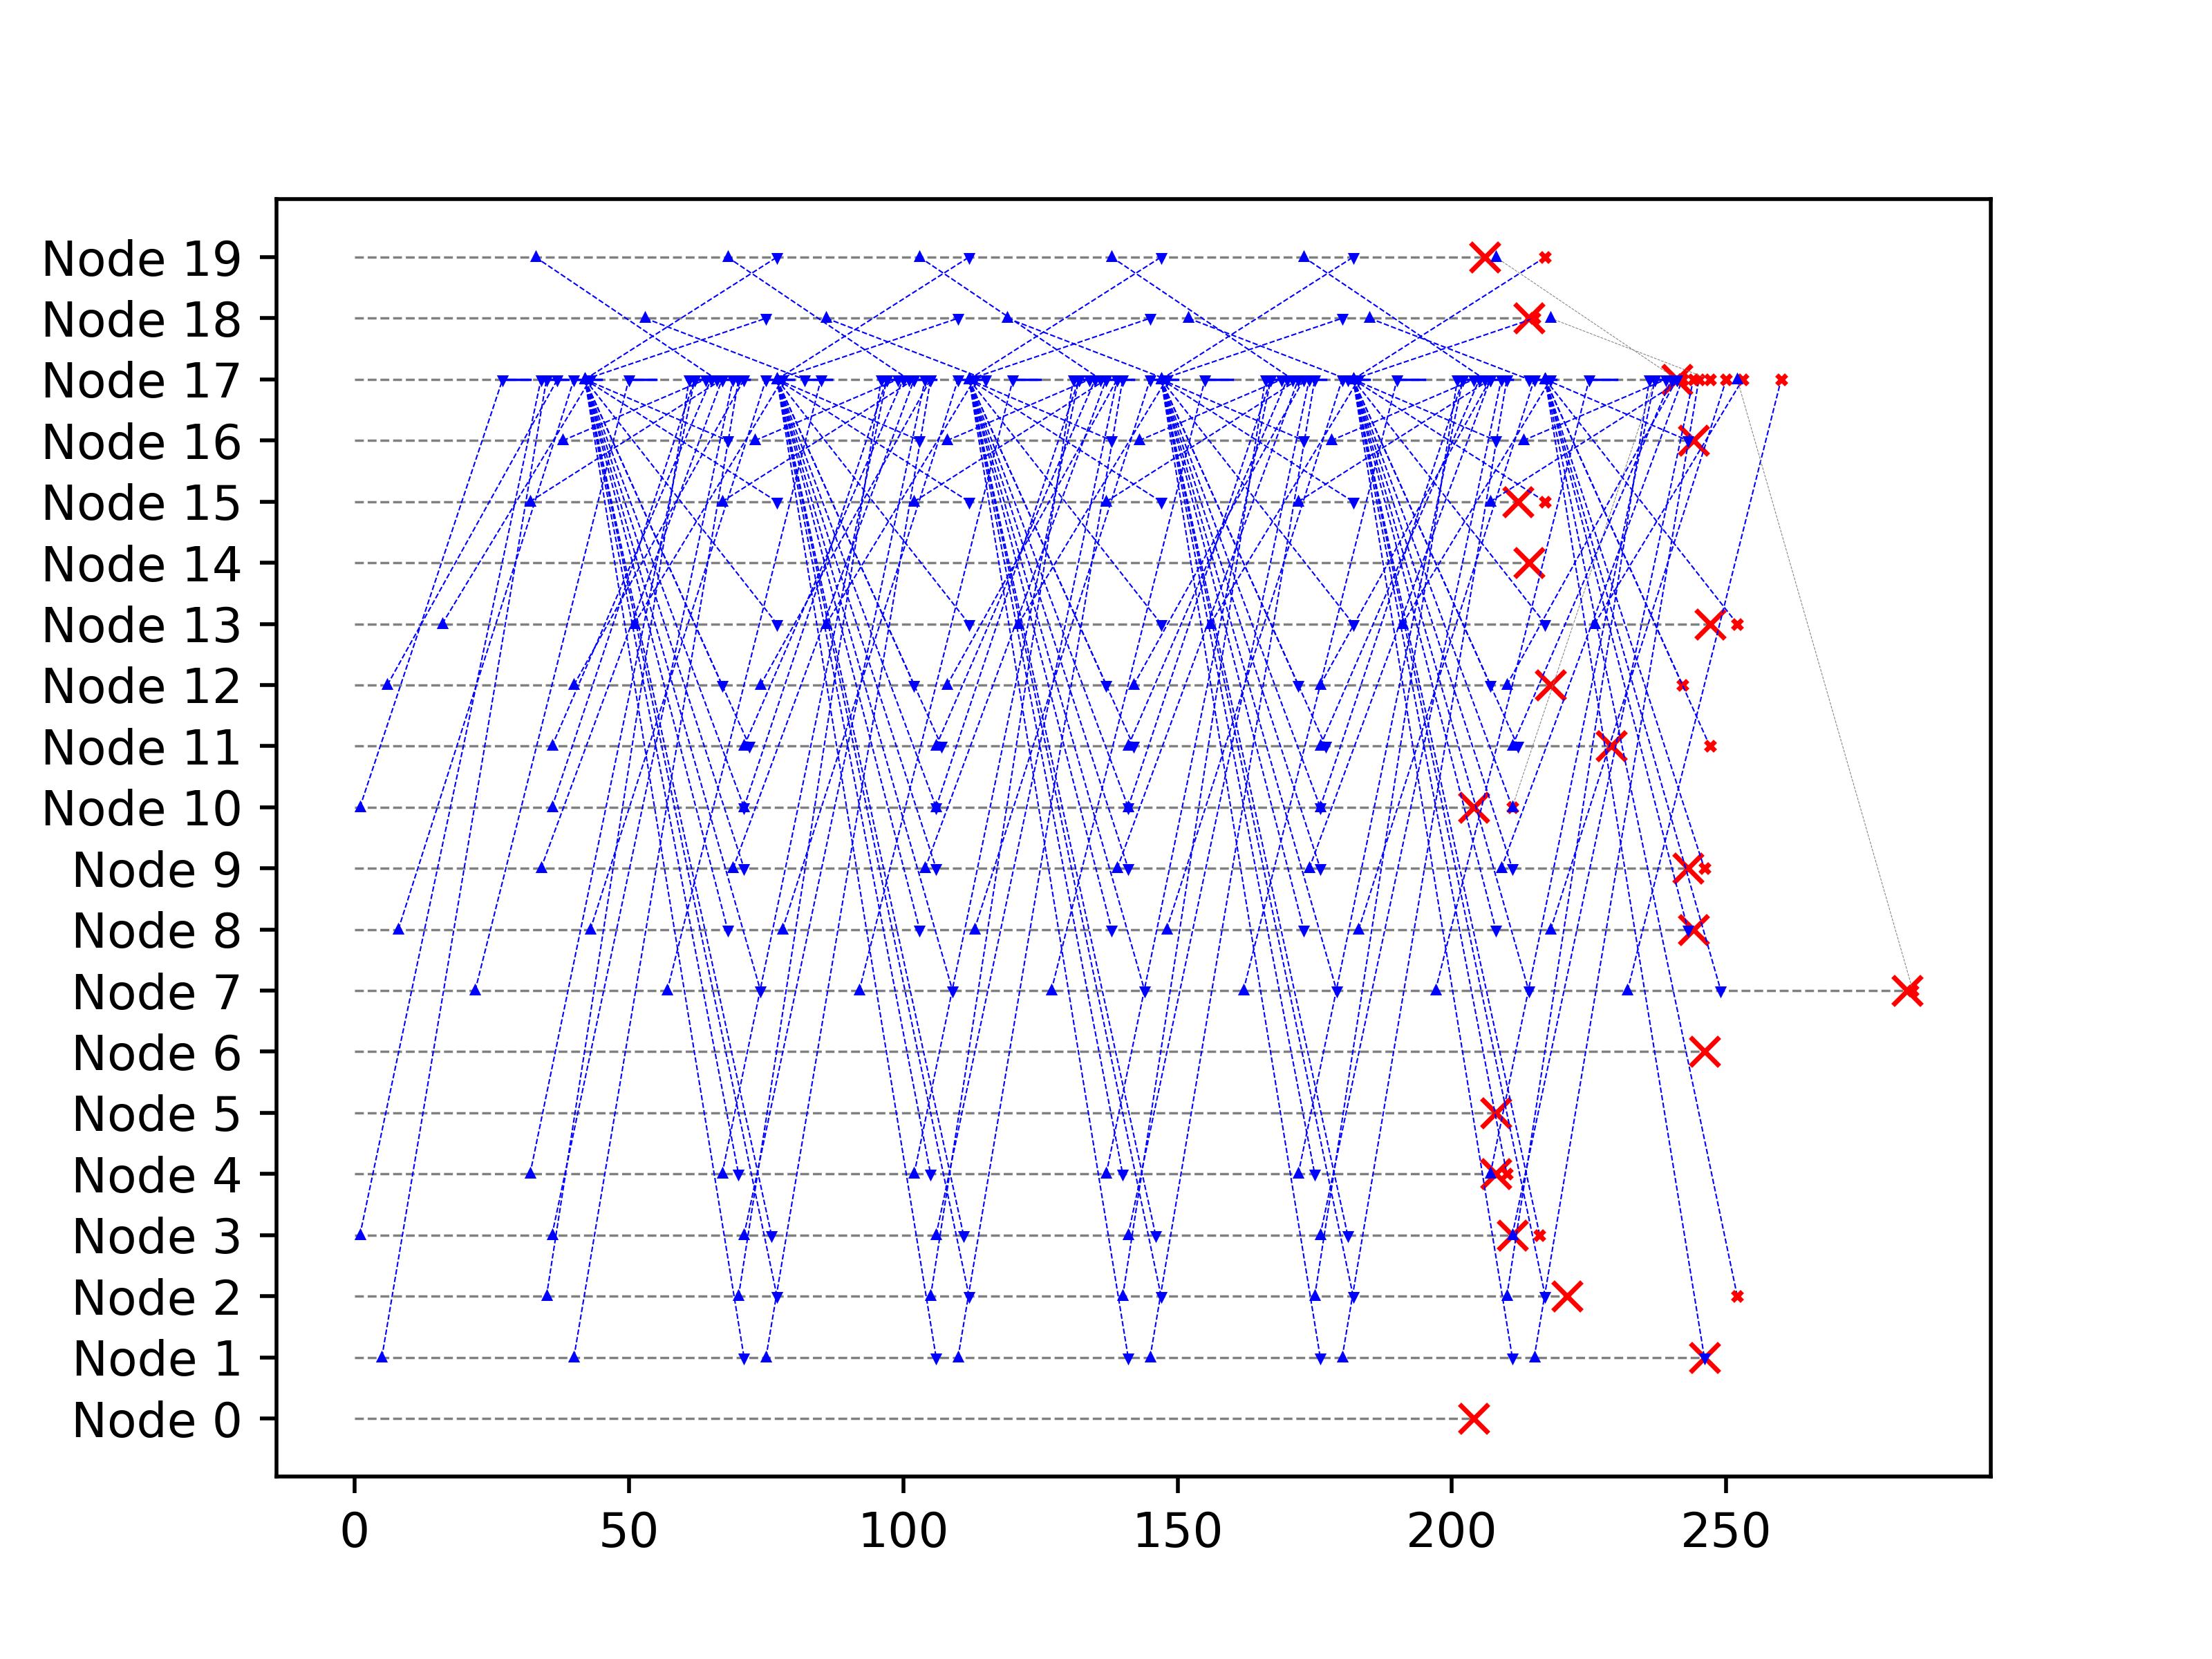 Node 19
Node 18
Node 17
Node 16
Node 15
Node 14
Node 13
Node 12
Node 11
Node 10
Node 9
Node 8
Node 7
Node 6
Node 5
Node 4
Node 3
Node 2
Node 1
Node 0
0 50 100 150 200 250